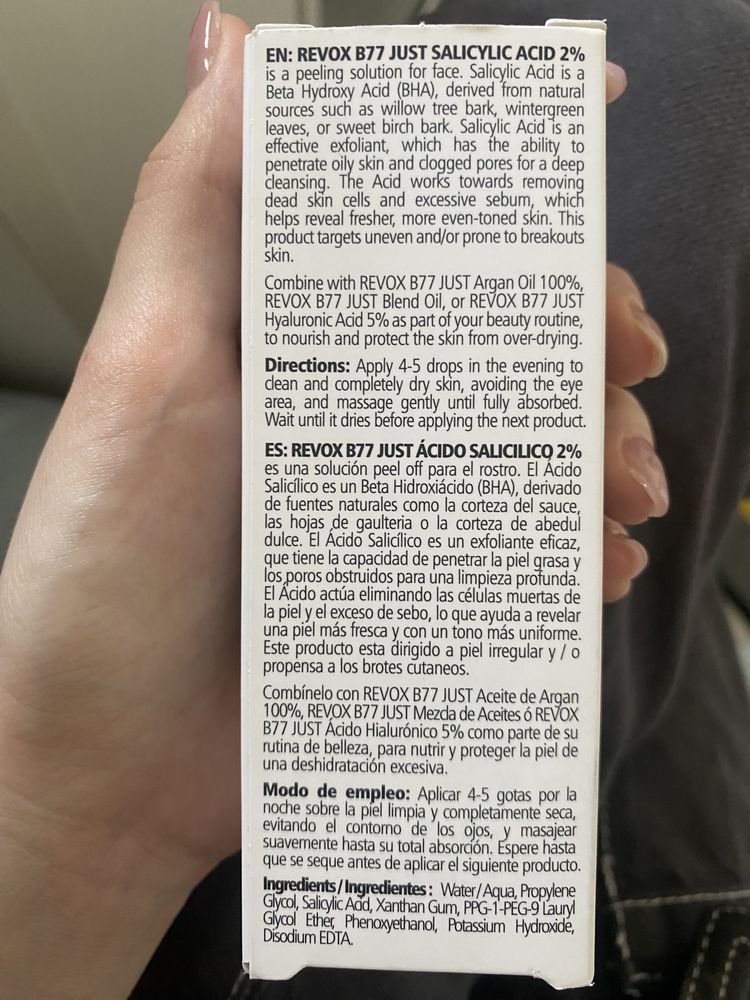 EN: REVOX B77 JUST SALICYLIC ACID 2%
is a peeling solution for face. Salicylic Acid is a
Beta Hydroxy Acid (BHA), derived from natural
sources such as willow tree bark, wintergreen
leaves, or sweet birch bark. Salicylic Acid is an
effective exfoliant, which has the ability to
penetrate oily skin and clogged pores for a deep
cleansing. The Acid works towards removing
dead skin cells and excessive sebum, which
helps reveal fresher, more even-toned skin. This
product targets uneven and/or prone to breakouts
skin.
Combine with REVOX B77 JUST Argan Oil 100%,
REVOX B77 JUST Blend Oil, or REVOX B77 JUST
Hyaluronic Acid 5% as part of your beauty routine,
to nourish and protect the skin from over-drying.
Directions: Apply 4-5 drops in the evening to
clean and completely dry skin, avoiding the eye
area, and massage gently until fully absorbed.
Wait until it dries before applying the next product.
ES: REVOX B77 JUST ÁCIDO SALICILICO 2%
es una solución peel off para el rostro. El Ácido
Salicílico es un Beta Hidroxiácido (BHA), derivado
de fuentes naturales como la corteza del sauce,
las hojas de gaulteria o la corteza de abedul
dulce. El Ácido Salicílico es un exfoliante eficaz,
que tiene la capacidad de penetrar la piel grasa y
los poros obstruidos para una limpieza profunda.
El Ácido actúa eliminando las células muertas de
la piel y el exceso de sebo, lo que ayuda a revelar
una piel más fresca y con un tono más uniforme.
Este producto esta dirigido a piel irregular y / o
propensa a los brotes cutaneos.
Combínelo con REVOX B77 JUST Aceite de Argan
100%, REVOX B77 JUST Mezcla de Aceites ó REVOX
B77 JUST Ácido Hialurónico 5% como parte de su
rutina de belleza, para nutrir y proteger la piel de
una deshidratación excesiva.
Modo de empleo: Aplicar 4-5 gotas por la
noche sobre la piel limpia y completamente seca,
evitando el contorno de los ojos, y masajear
suavemente hasta su total absorción. Espere hasta
que se seque antes de aplicar el siguiente producto.
Ingredients/Ingredientes: Water/Aqua, Propylene
Glycol, Salicylic Acid, Xanthan Gum, PPG-1-PEG-9 Lauryl
Glycol Ether, Phenoxyethanol, Potassium Hydroxide,
Disodium EDTA.